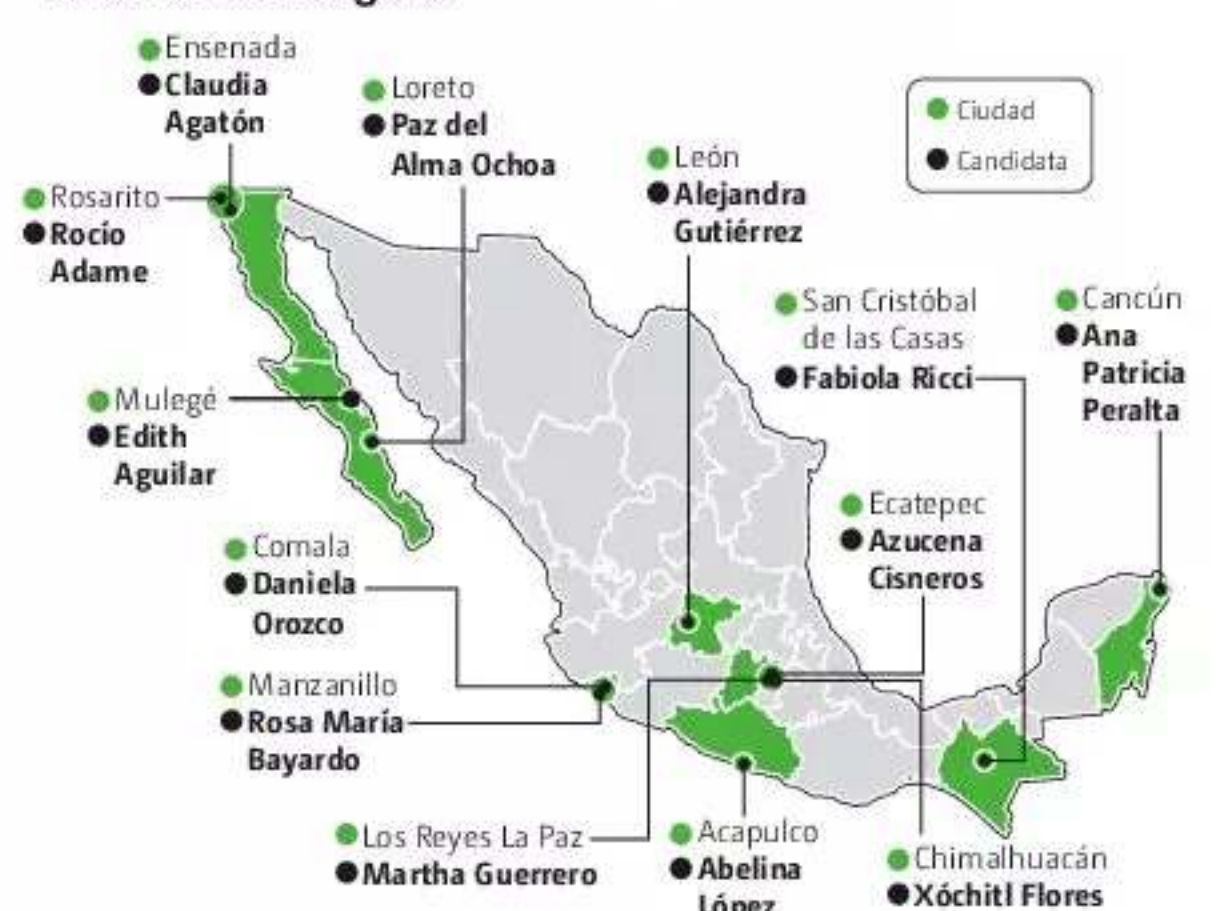 Ensenada
Claudia
Agatón
Loreto
Paz del
Alma Ochoa
Ciudad
Candidata
León
Alejandra
Gutiérrez
Rosarito
Rocío
Adame
San Cristóbal
de las Casas
Fabiola Ricci
Cancún
Ana
Patricia
Peralta
Mulegé
Edith
Aguilar
Ecatepec
Azucena
Cisneros
Comala
Daniela
Orozco
Manzanillo
Rosa María
Bayardo
Los Reyes La Paz
Martha Guerrero
Acapulco
Abelina
López
Chimalhuacán
Xóchitl Flores